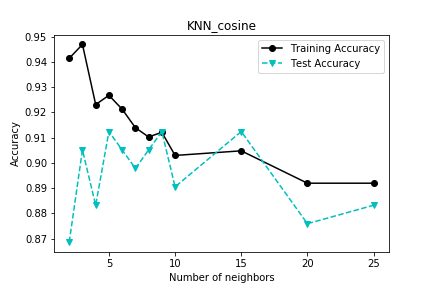 KNN_cosine
Training Accuracy
Test Accuracy
Accuracy
0.95
0.94
0.93
0.92
0.91
0.90
0.89
0.88
0.87
5 10 15 20 25
Number of neighbors